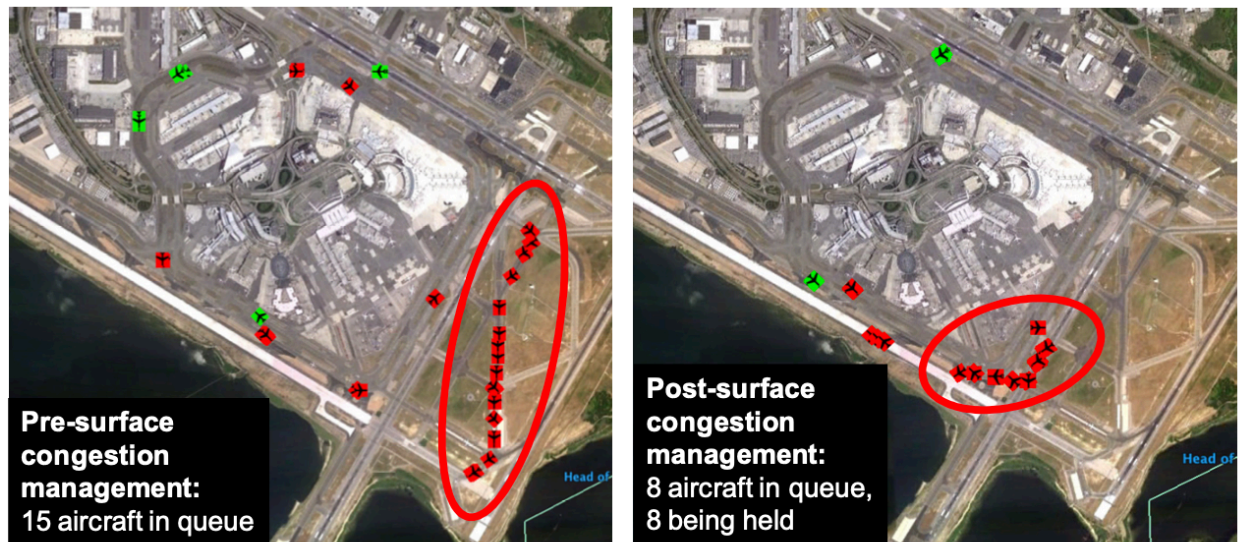 Pre-surface
congestion
management:
15 aircraft in queue
Head of
Post-surface
congestion
management:
8 aircraft in queue,
8 being held
Head of